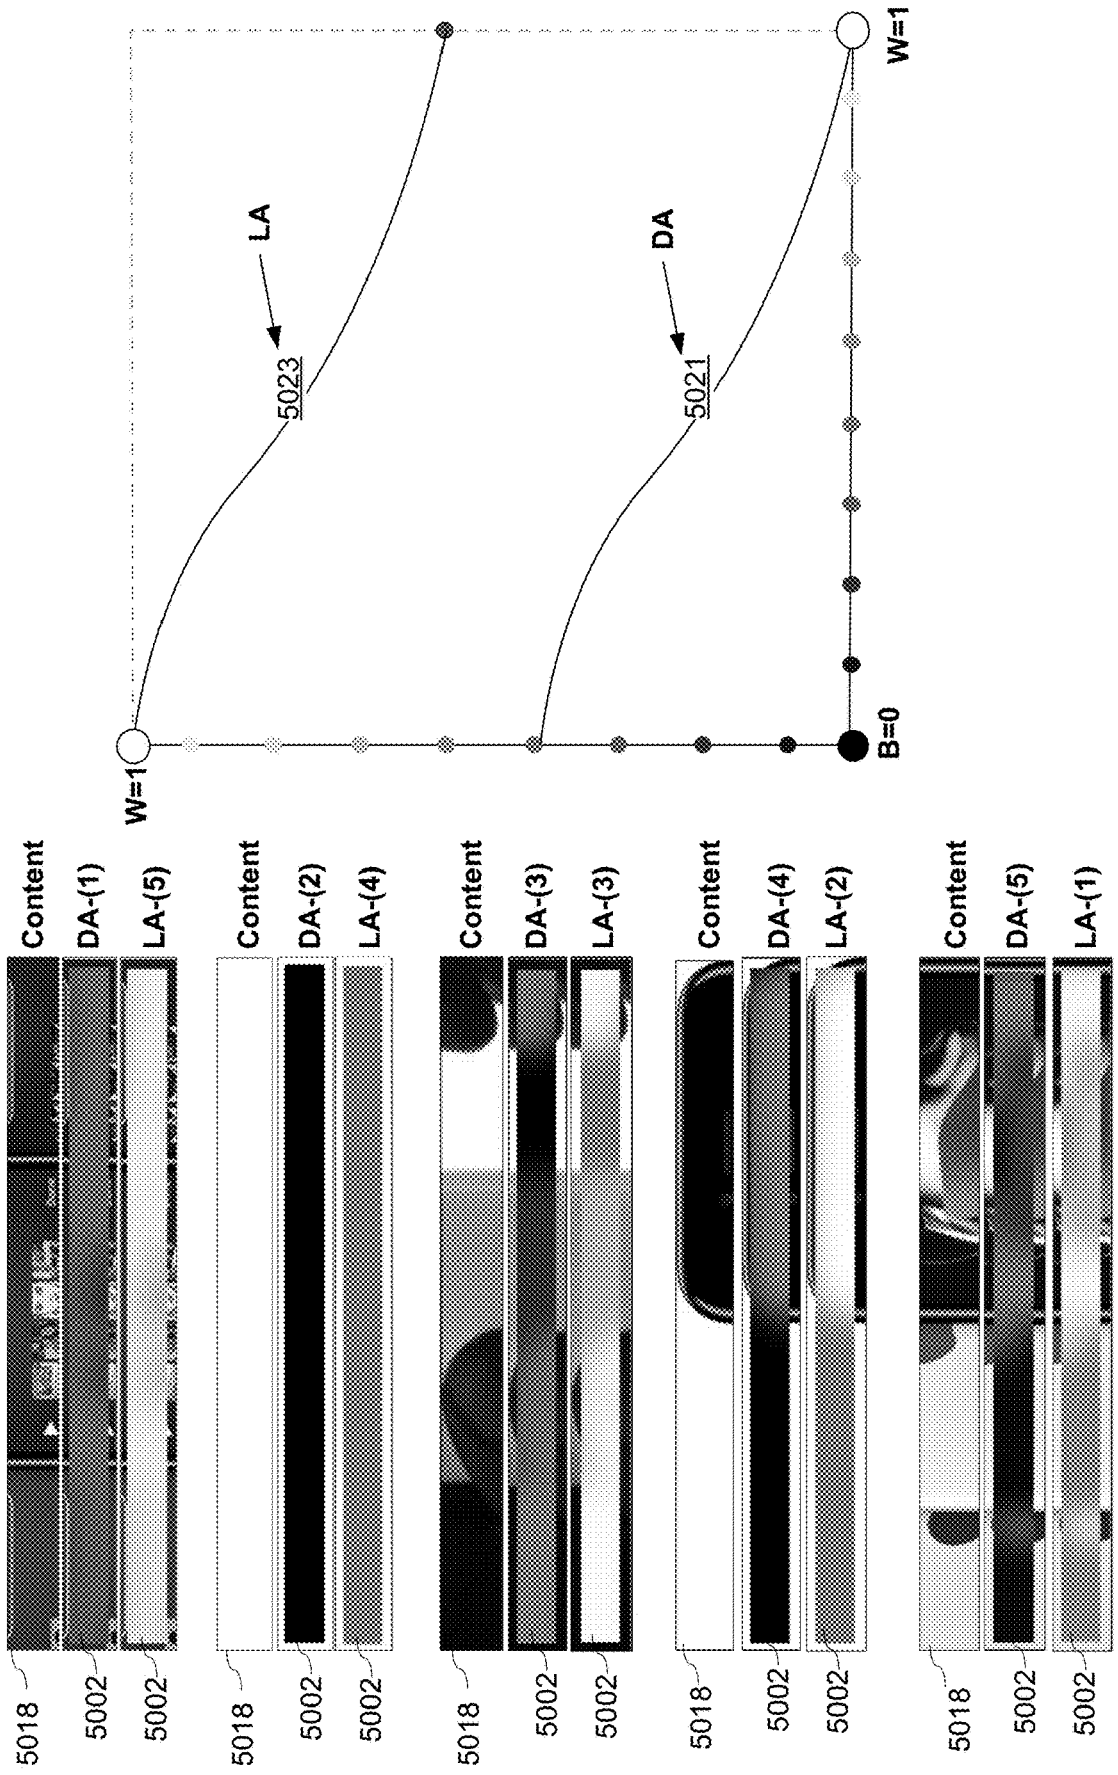 5018
Content
5002
DA-(1)
5002
LA-(5)
5018
Content
5002
DA-(2)
5002
LA-(4)
5018
Content
5002
DA-(3)
5002
LA-(3)
5018
Content
5002
DA-(4)
5002
LA-(2)
5018
Content
5002
DA-(5)
5002
LA-(1)
W=1
5023
LA
5021
DA
B=0
W=1